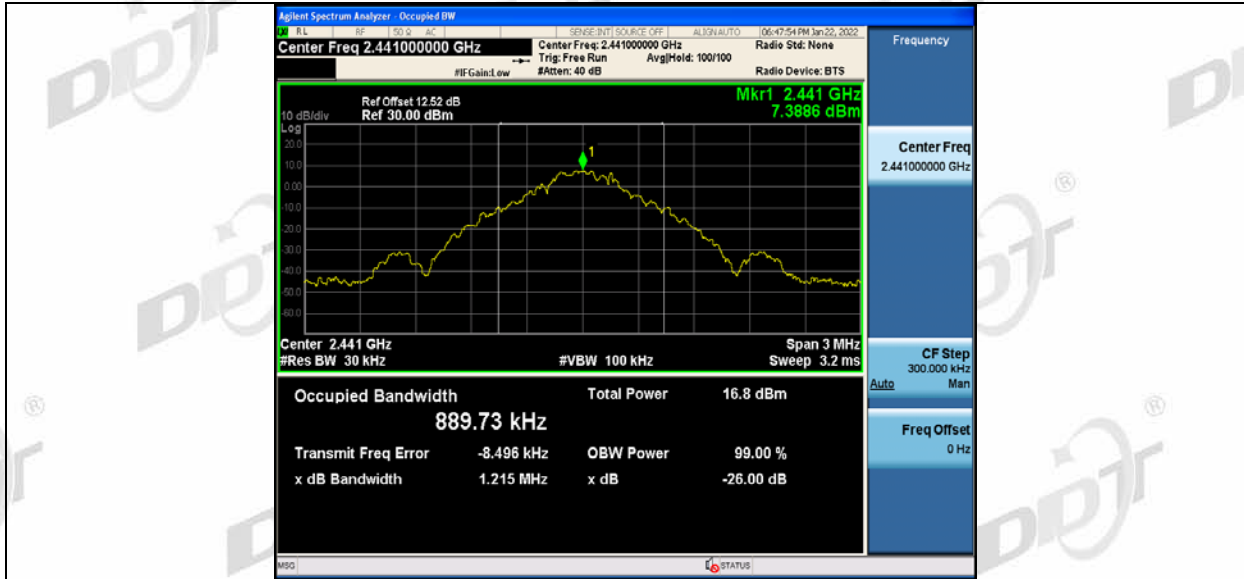 Agilent Spectrum Analyzer - Occupied BW
RL RF 50 Ω AC SENSE:INT SOURCE OFF ALIGN AUTO 06:47:54 PM Jan 22, 2022
Center Freq 2.441000000 GHz Center Freq: 2.441000000 GHz Radio Std: None Frequency
Trig: Free Run Avg|Hold: 100/100
#IFGain:Low #Atten: 40 dB Radio Device: BTS
Ref Offset 12.52 dB Mkr1 2.441 GHz
10 dB/div Ref 30.00 dBm 7.3886 dBm
Log
20.0
1
10.0
0.00
-10.0
-20.0
-30.0
-40.0
-50.0
-60.0
Center Freq
2.441000000 GHz
Center 2.441 GHz Span 3 MHz
#Res BW 30 kHz #VBW 100 kHz Sweep 3.2 ms
CF Step
300.000 kHz
Auto Man
Occupied Bandwidth Total Power 16.8 dBm
889.73 kHz
Transmit Freq Error -8.496 kHz OBW Power 99.00 %
x dB Bandwidth 1.215 MHz x dB -26.00 dB
Freq Offset
0 Hz
MSG STATUS
DDT
DDT
DDT
DDT